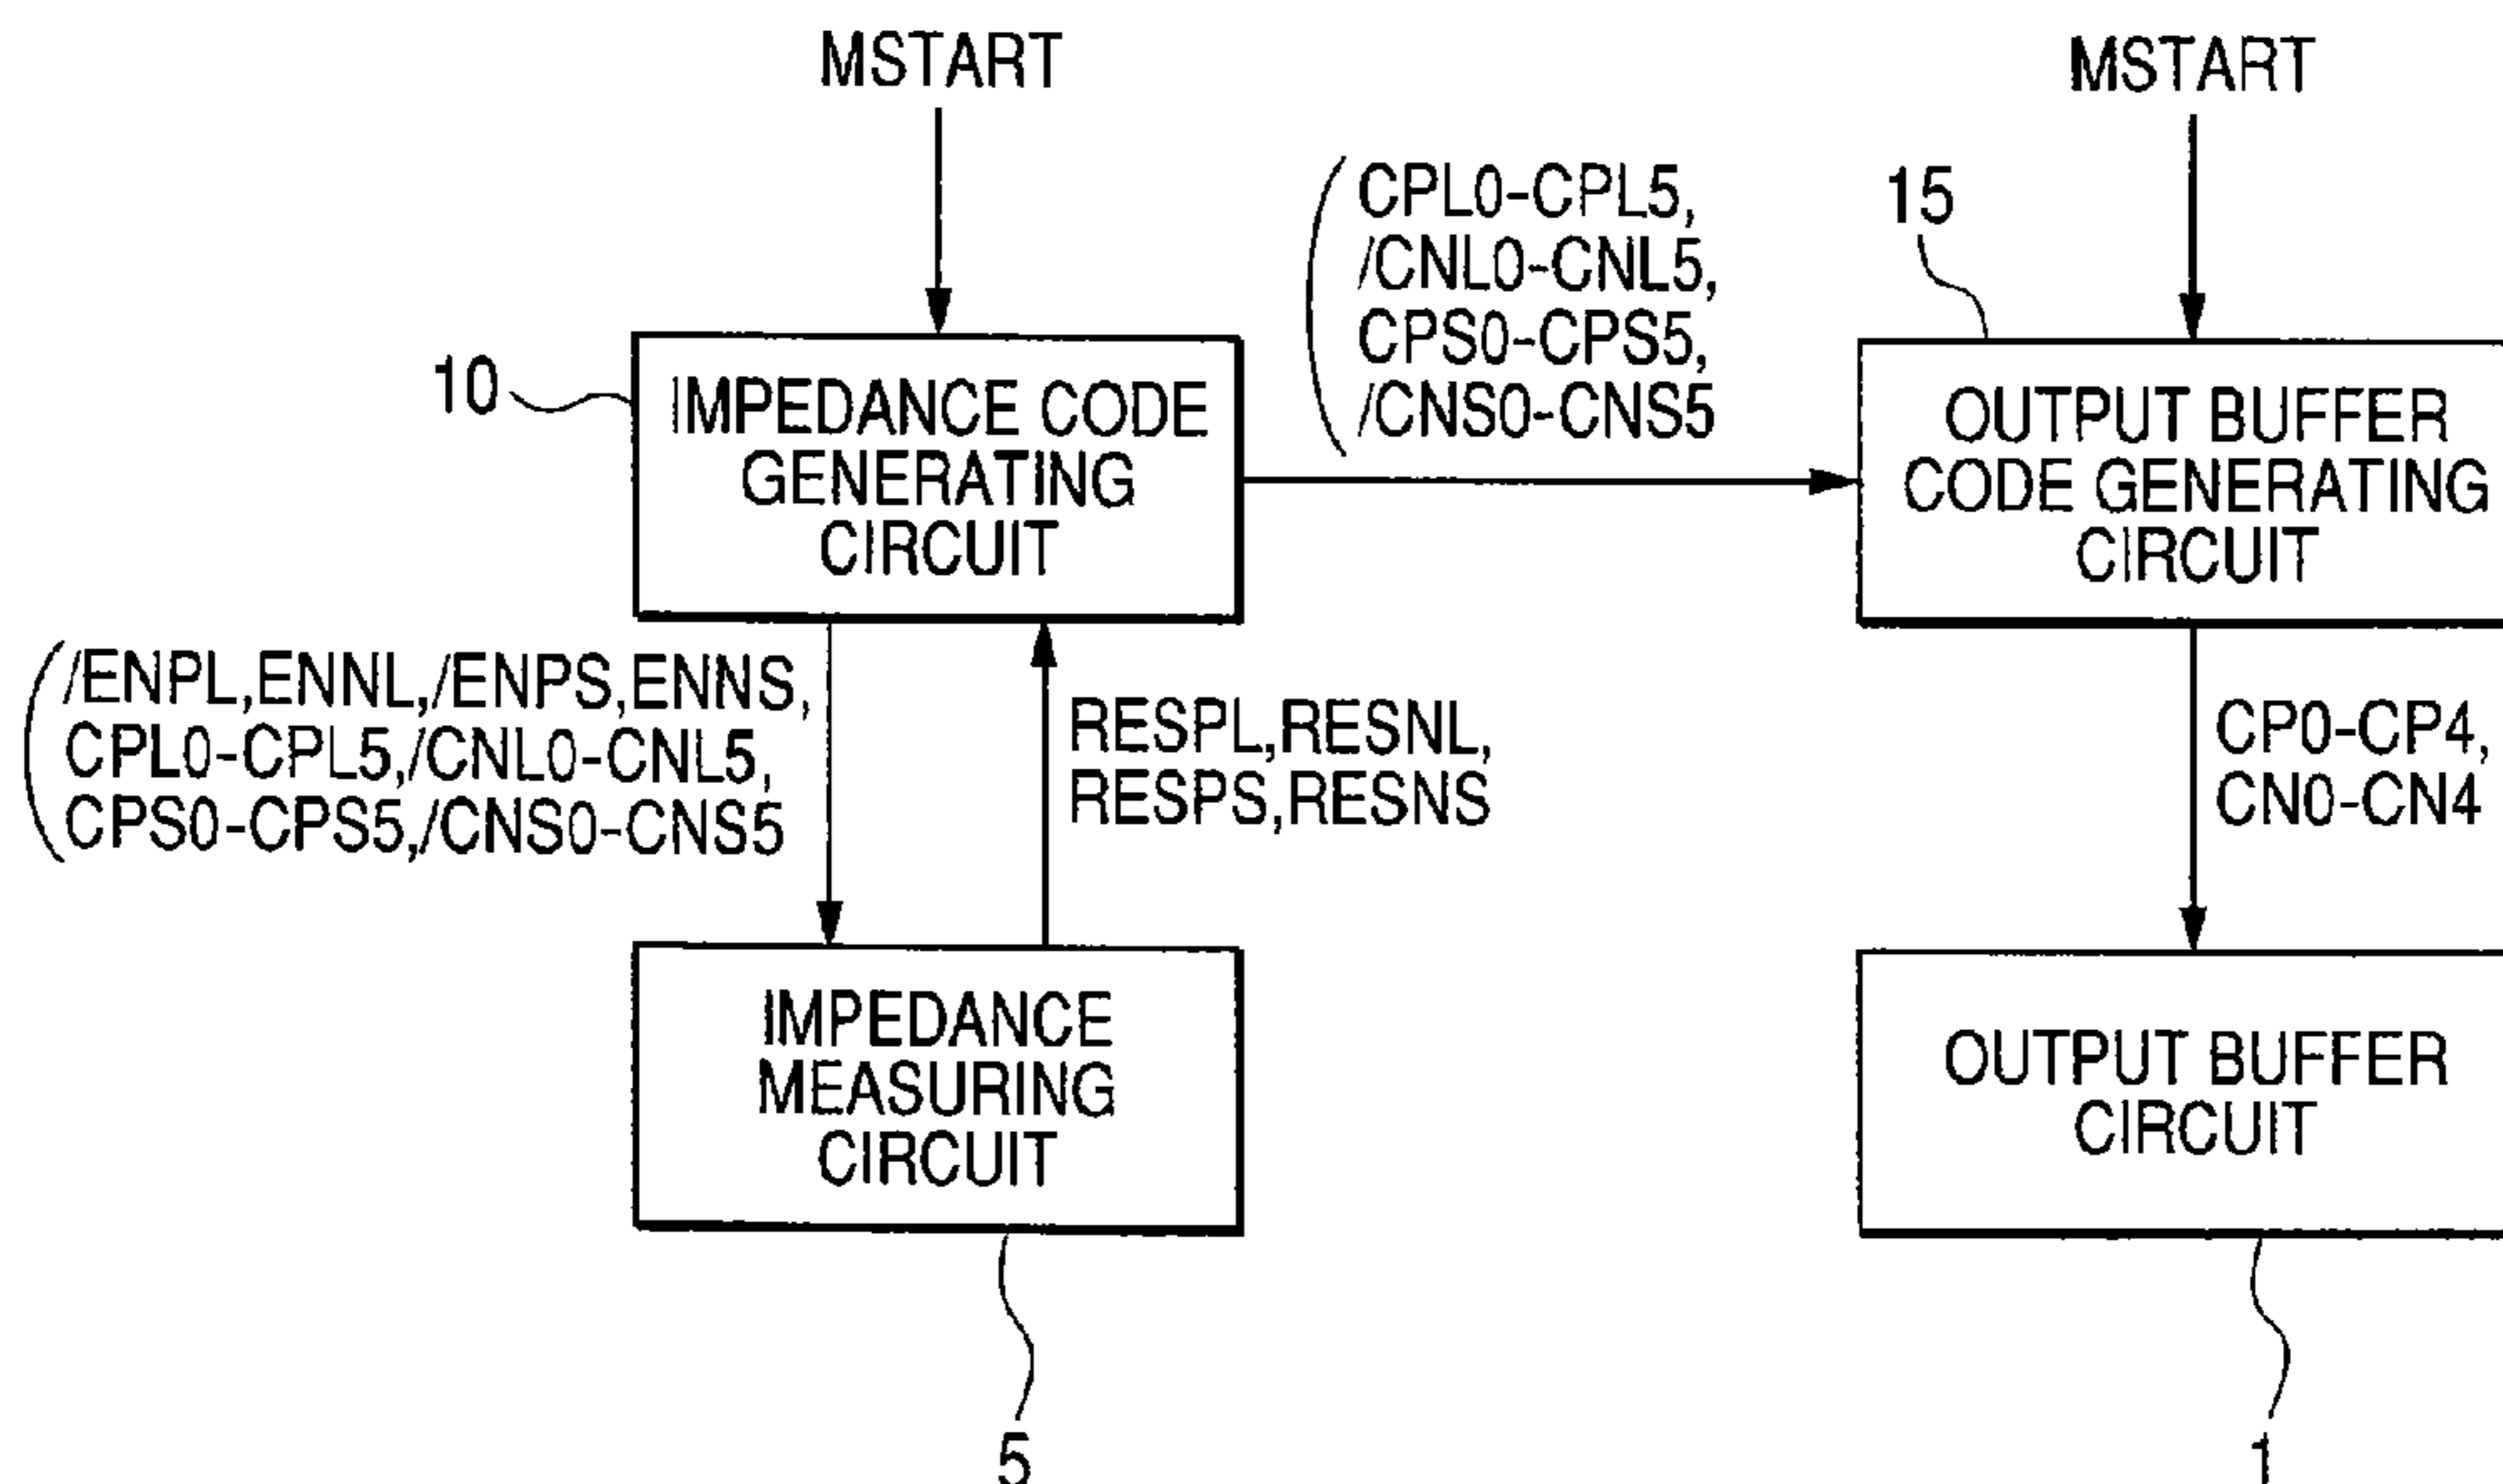 MSTART
MSTART
CPL0-CPL5,
/CNL0-CNL5,
CPS0-CPS5,
/CNS0-CNS5
15
10
IMPEDANCE CODE
GENERATING
CIRCUIT
OUTPUT BUFFER
CODE GENERATING
CIRCUIT
/ENPL,ENNL,/ENPS,ENNS,
CPL0-CPL5,/CNL0-CNL5,
CPS0-CPS5,/CNS0-CNS5
RESPL,RESNL,
RESPS,RESNS
CP0-CP4,
CN0-CN4
IMPEDANCE
MEASURING
CIRCUIT
OUTPUT BUFFER
CIRCUIT
5
1